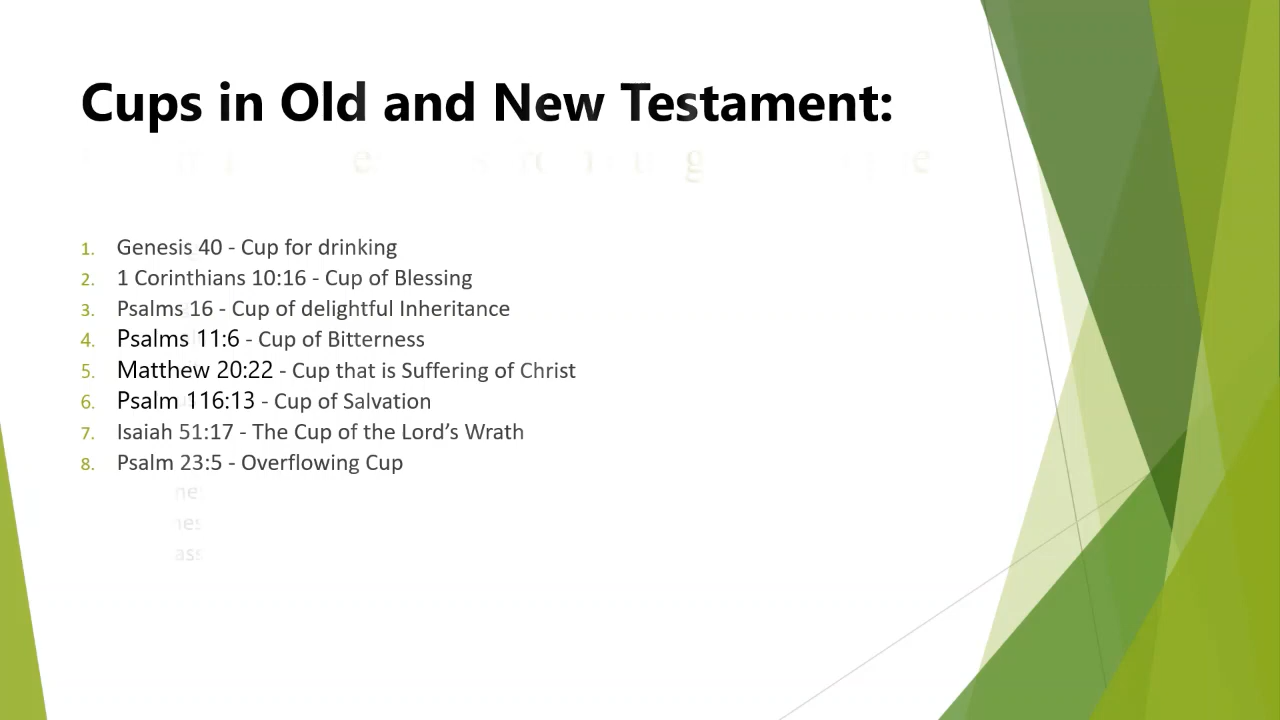 Cups in Old and New Testament:
1. Genesis 40 - Cup for drinking
2. 1 Corinthians 10:16 - Cup of Blessing
3. Psalms 16 - Cup of delightful Inheritance
4. Psalms 11:6 - Cup of Bitterness
5. Matthew 20:22 - Cup that is Suffering of Christ
6. Psalm 116:13 - Cup of Salvation
7. Isaiah 51:17 - The Cup of the Lord’s Wrath
8. Psalm 23:5 - Overflowing Cup